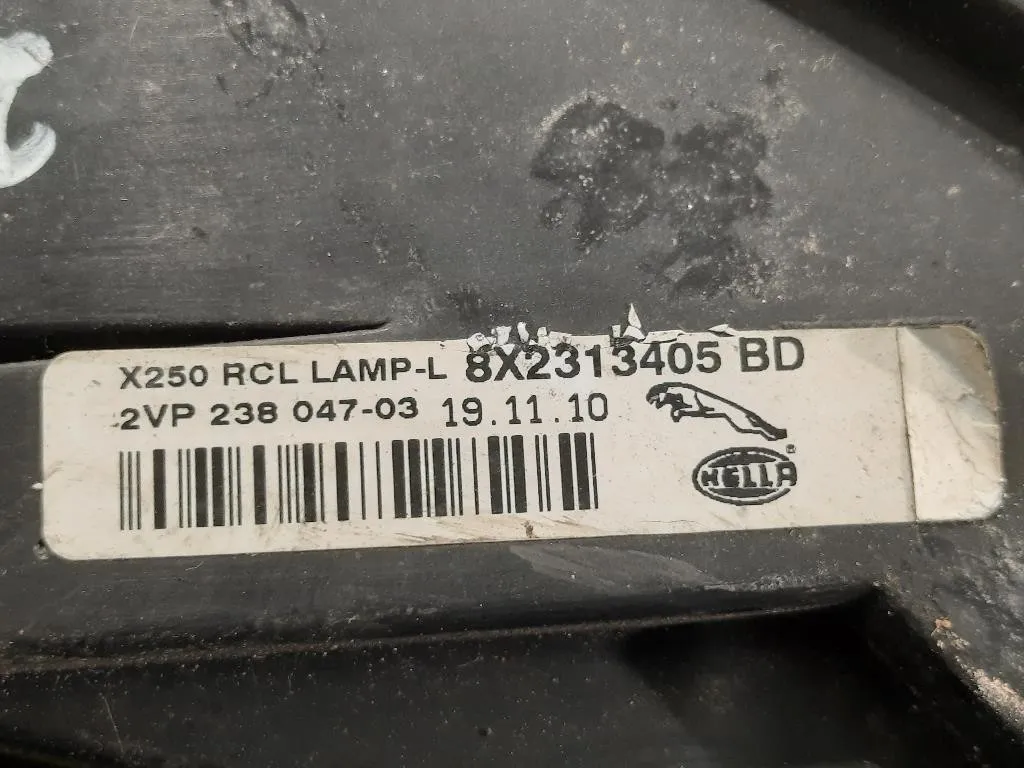 X250 RCL LAMP-L 8X2313405 BD
2VP 238 047-03 19.11.10
HELLA®